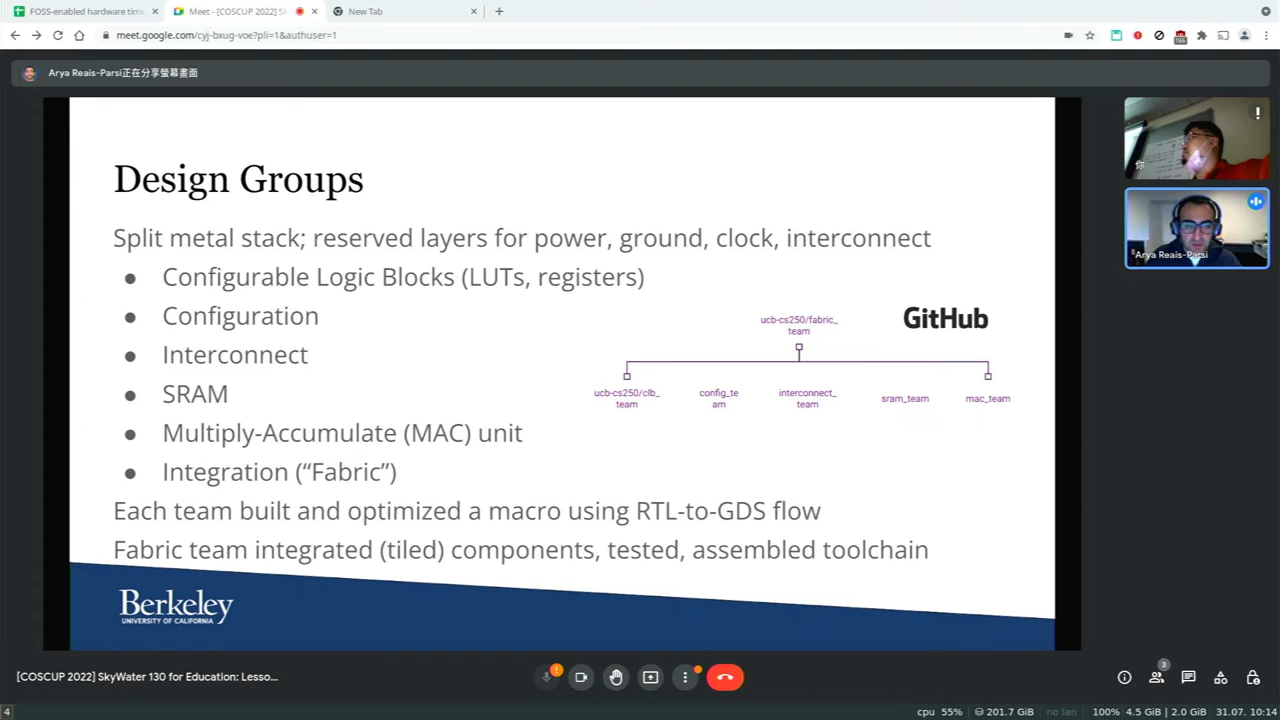 FOSS-enabled hardware time
Meet - [COSCUP 2022] Sk
New Tab
meet.google.com/cyj-bxug-voe?pli=1&authuser=1
Arya Reais-Parsi正在分享螢幕畫面
Design Groups
Split metal stack; reserved layers for power, ground, clock, interconnect
● Configurable Logic Blocks (LUTs, registers)
● Configuration
● Interconnect
● SRAM
● Multiply-Accumulate (MAC) unit
● Integration (“Fabric”)
GitHub
ucb-cs250/fabric_
team
ucb-cs250/clb_
team
config_te
am
interconnect_
team
sram_team
mac_team
Each team built and optimized a macro using RTL-to-GDS flow
Fabric team integrated (tiled) components, tested, assembled toolchain
Berkeley
UNIVERSITY OF CALIFORNIA
你
Arya Reais-Parsi
[COSCUP 2022] SkyWater 130 for Education: Lesso...
3
4
cpu 55% 201.7 GiB no lan 100% 4.5 GiB | 2.0 GiB 31.07. 10:14